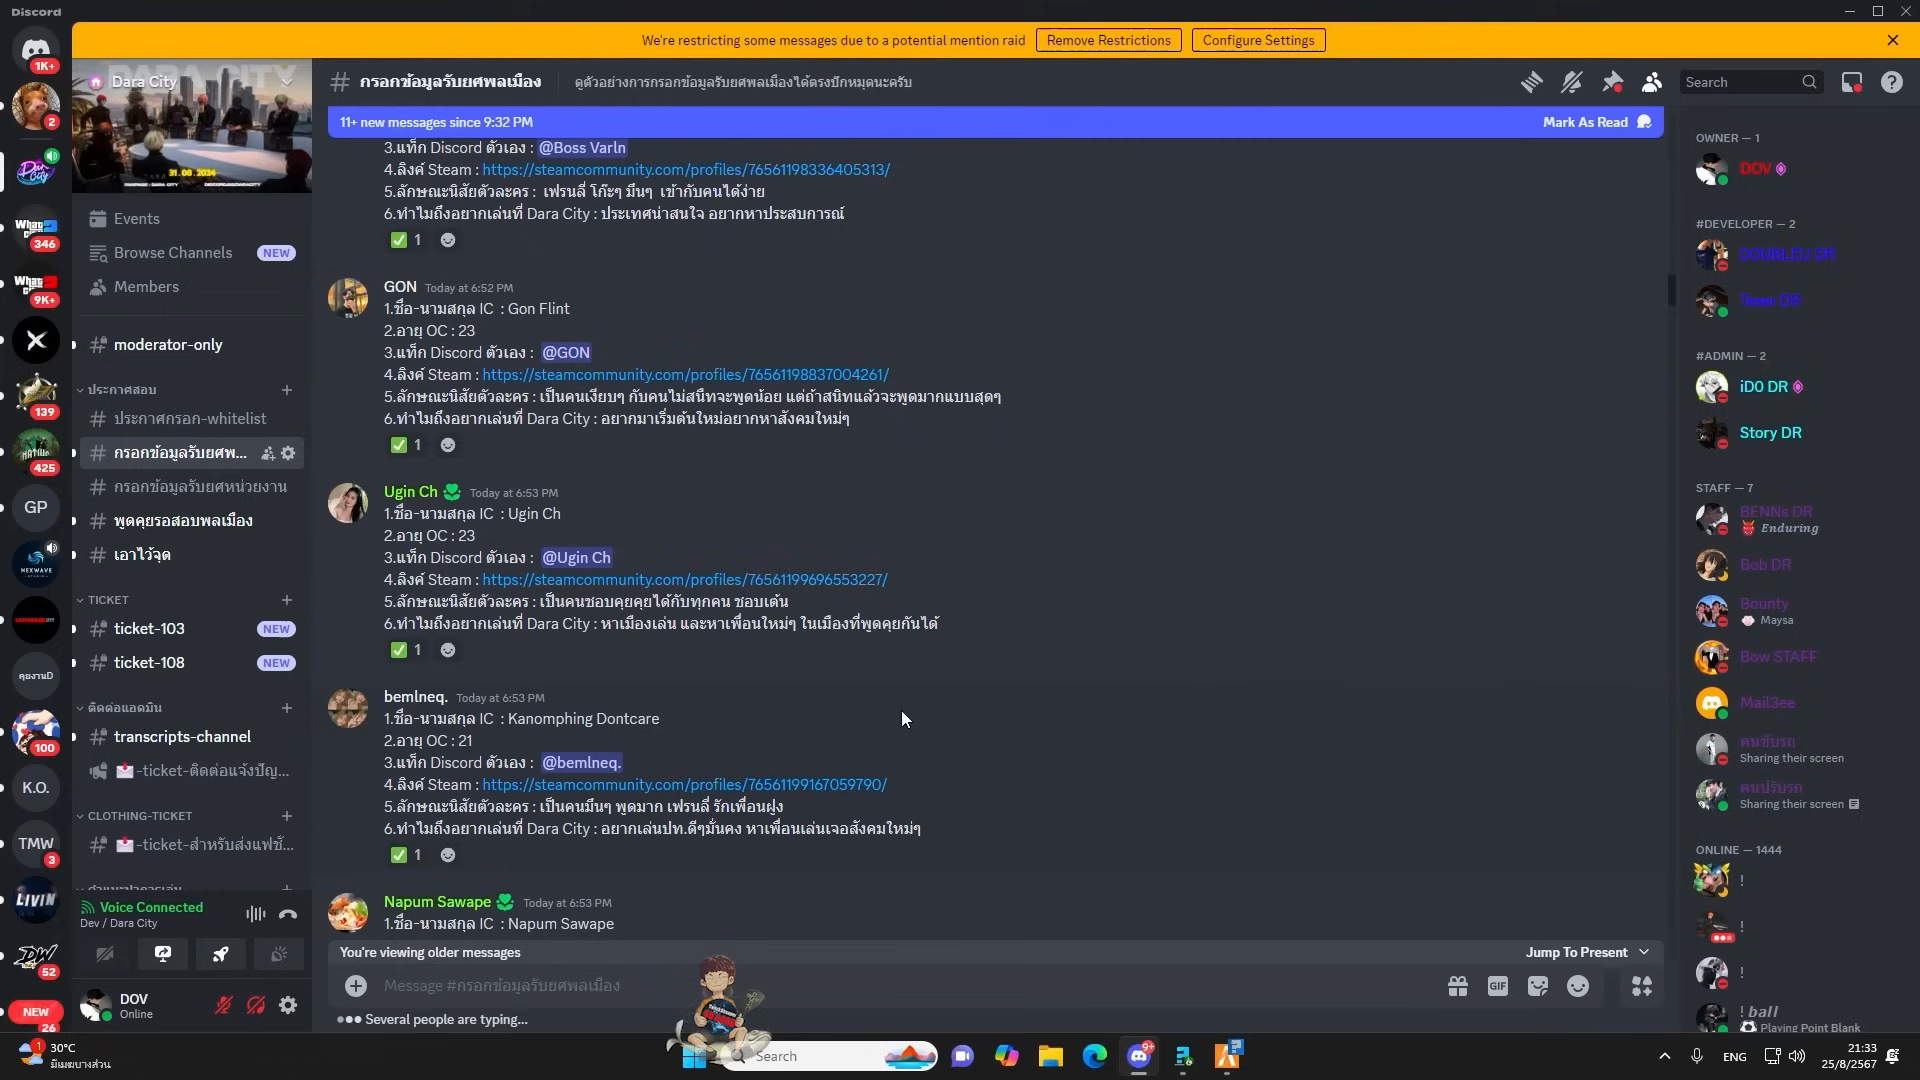 Discord
We're restricting some messages due to a potential mention raid
Remove Restrictions
Configure Settings
1K+
2
346
9K+
139
425
GP
NEXWAVE
คุยงานD
100
K.O.
TMW
3
LIVIN
DW
52
NEW
26
Dara City
31.08.2024
Events
Browse Channels
NEW
Members
moderator-only
ประกาศสอบ
ประกาศกรอก-whitelist
กรอกข้อมูลรับยศพ...
กรอกข้อมูลรับยศหน่วยงาน
พูดคุยรอสอบพลเมือง
เอาไว้จุด
TICKET
ticket-103
NEW
ticket-108
NEW
ติดต่อแอดมิน
transcripts-channel
-ticket-ติดต่อแจ้งปัญ...
CLOTHING-TICKET
-ticket-สำหรับส่งแฟชั่...
Voice Connected
Dev / Dara City
DOV
Online
กรอกข้อมูลรับยศพลเมือง
ดูตัวอย่างการกรอกข้อมูลรับยศพลเมืองได้ตรงปักหมุดนะครับ
Search
11+ new messages since 9:32 PM
Mark As Read
3.แท็ก Discord ตัวเอง : @Boss Varln
4.ลิงค์ Steam : https://steamcommunity.com/profiles/76561198336405313/
5.ลักษณะนิสัยตัวละคร : เฟรนลี่ โก๊ะๆ มึนๆ เข้ากับคนได้ง่าย
6.ทำไมถึงอยากเล่นที่ Dara City : ประเทศน่าสนใจ อยากหาประสบการณ์
1
GON Today at 6:52 PM
1.ชื่อ-นามสกุล IC : Gon Flint
2.อายุ OC : 23
3.แท็ก Discord ตัวเอง : @GON
4.ลิงค์ Steam : https://steamcommunity.com/profiles/76561198837004261/
5.ลักษณะนิสัยตัวละคร : เป็นคนเงียบๆ กับคนไม่สนิทจะพูดน้อย แต่ถ้าสนิทแล้วจะพูดมากแบบสุดๆ
6.ทำไมถึงอยากเล่นที่ Dara City : อยากมาเริ่มต้นใหม่อยากหาสังคมใหม่ๆ
1
Ugin Ch Today at 6:53 PM
1.ชื่อ-นามสกุล IC : Ugin Ch
2.อายุ OC : 23
3.แท็ก Discord ตัวเอง : @Ugin Ch
4.ลิงค์ Steam : https://steamcommunity.com/profiles/76561199696553227/
5.ลักษณะนิสัยตัวละคร : เป็นคนชอบคุยคุยได้กับทุกคน ชอบเต้น
6.ทำไมถึงอยากเล่นที่ Dara City : หาเมืองเล่น และหาเพื่อนใหม่ๆ ในเมืองที่พูดคุยกันได้
1
bemlneq. Today at 6:53 PM
1.ชื่อ-นามสกุล IC : Kanomphing Dontcare
2.อายุ OC : 21
3.แท็ก Discord ตัวเอง : @bemlneq.
4.ลิงค์ Steam : https://steamcommunity.com/profiles/76561199167059790/
5.ลักษณะนิสัยตัวละคร : เป็นคนมึนๆ พูดมาก เฟรนลี่ รักเพื่อนฝูง
6.ทำไมถึงอยากเล่นที่ Dara City : อยากเล่นปท.ดีๆมั่นคง หาเพื่อนเล่นเจอสังคมใหม่ๆ
1
Napum Sawape Today at 6:53 PM
1.ชื่อ-นามสกุล IC : Napum Sawape
You're viewing older messages
Jump To Present
Message #กรอกข้อมูลรับยศพลเมือง
GIF
Several people are typing...
OWNER — 1
DOV
#DEVELOPER — 2
#ADMIN — 2
iD0 DR
Story DR
STAFF — 7
BENNs DR
Enduring
Bob DR
Bounty
Maysa
Bow STAFF
Mail3ee
คนขับรถ
Sharing their screen
คนปรับรถ
Sharing their screen
ONLINE — 1444
!
!
!
! ball
Playing Point Blank
1
30°C
มีเมฆบางส่วน
Search
9+
ENG
21:33
25/8/2567